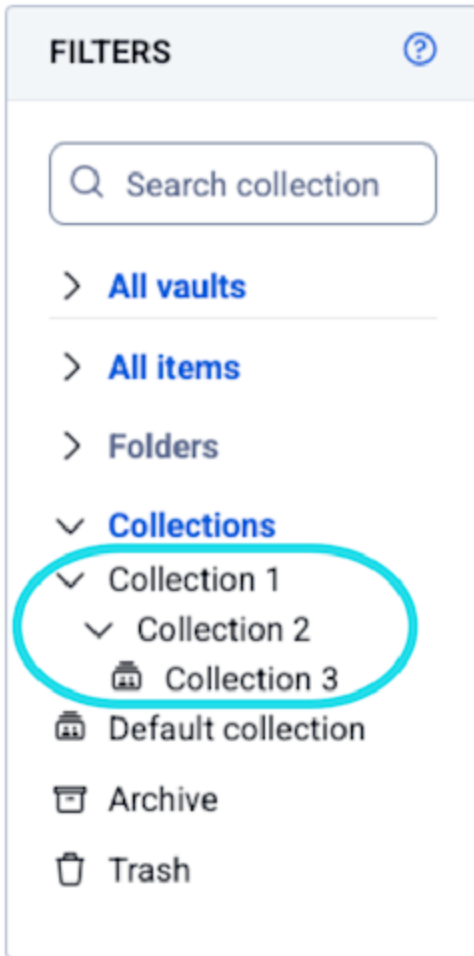 FILTERS
Search collection
All vaults
All items
Folders
Collections
Collection 1
Collection 2
Collection 3
Default collection
Archive
Trash